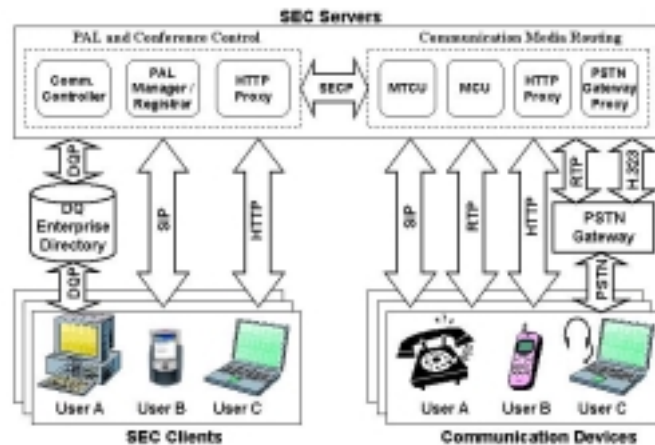 SEC Servers
PAL and Conference Control
Communication Media Routing
Comm.
Controller
PAL
Manager /
Registrar
HTTP
Proxy
SECP
MTCU
MCU
HTTP
Proxy
PSTN
Gateway
Proxy
DQP
SIP
HTTP
SIP
RTP
HTTP
RTP
H.323
DQ
Enterprise
Directory
PSTN
Gateway
DQP
PSTN
User A
User B
User C
User A
User B
User C
SEC Clients
Communication Devices